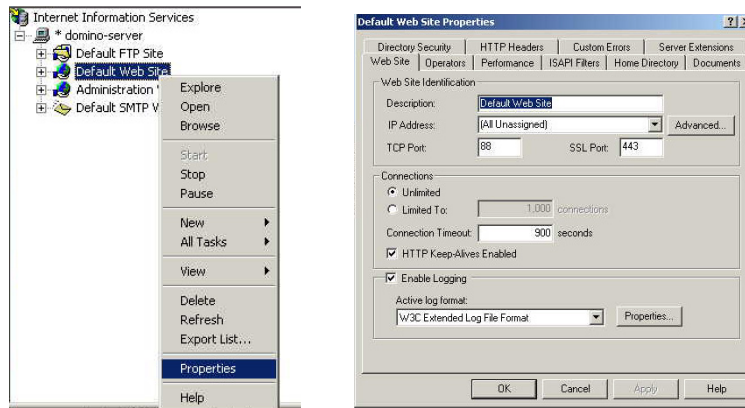 Internet Information Services
* domino-server
Default FTP Site
Default Web Site
Administration
Default SMTP V
Explore
Open
Browse
Start
Stop
Pause
New
All Tasks
View
Delete
Refresh
Export List...
Properties
Help
Default Web Site Properties
Directory Security HTTP Headers Custom Errors Server Extensions
Web Site Operators Performance ISAPI Filters Home Directory Documents
Web Site Identification
Description: Default Web Site
IP Address: (All Unassigned) Advanced...
TCP Port: 88 SSL Port: 443
Connections
Unlimited
Limited To: 1,000 connections
Connection Timeout: 900 seconds
HTTP Keep-Alives Enabled
Enable Logging
Active log format:
W3C Extended Log File Format Properties...
OK Cancel Apply Help